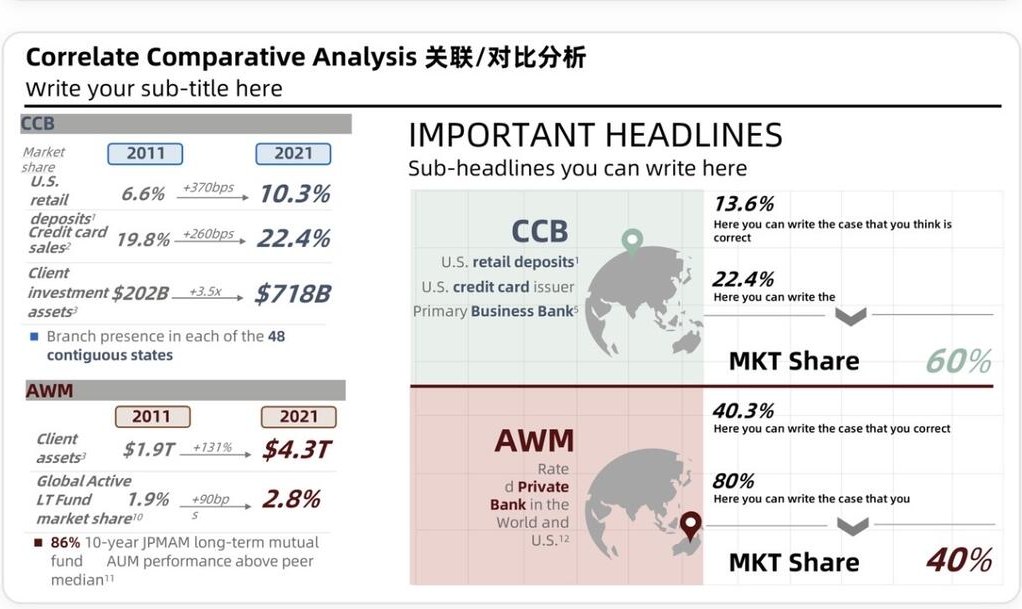 Correlate Comparative Analysis 关联/对比分析
Write your sub-title here
CCB
Market
share
2011
2021
U.S.
retail
deposits¹
6.6%
+370bps
10.3%
Credit card
sales²
19.8%
+260bps
22.4%
Client
investment
assets³
$202B
+3.5x
$718B
Branch presence in each of the 48
contiguous states
AWM
2011
2021
Client
assets³
$1.9T
+131%
$4.3T
Global Active
LT Fund
market share¹⁰
1.9%
+90bp
s
2.8%
86% 10-year JPMAM long-term mutual
fund AUM performance above peer
median¹¹
IMPORTANT HEADLINES
Sub-headlines you can write here
CCB
U.S. retail deposits¹
U.S. credit card issuer
Primary Business Bank⁵
13.6%
Here you can write the case that you think is
correct
22.4%
Here you can write the
MKT Share
60%
AWM
Rate
d Private
Bank in the
World and
U.S.¹²
40.3%
Here you can write the case that you correct
80%
Here you can write the case that you
MKT Share
40%